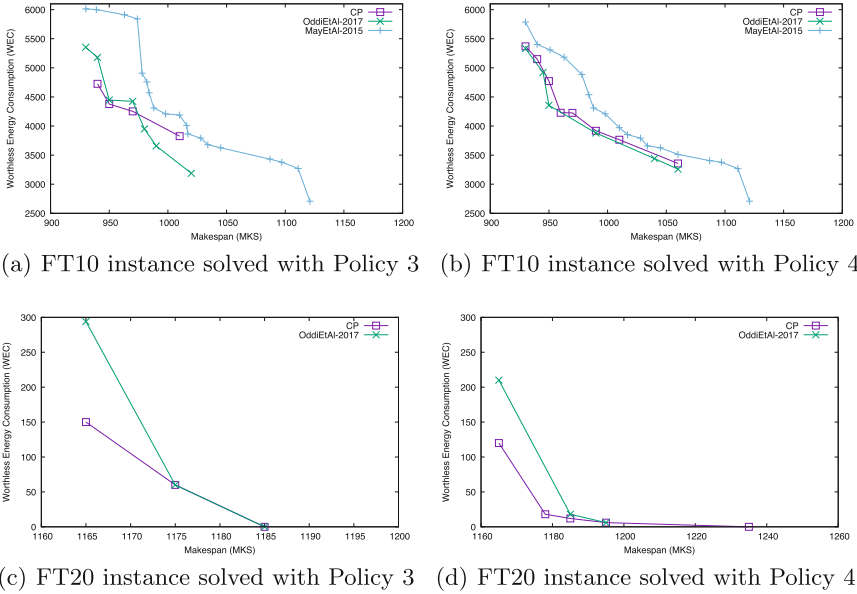 6000
5500
5000
4500
4000
3500
3000
2500
Worthless Energy Consumption (WEC)
CP
OddiEtAl-2017
MayEtAl-2015
900 950 1000 1050 1100 1150 1200
Makespan (MKS)
(a) FT10 instance solved with Policy 3
6000
5500
5000
4500
4000
3500
3000
2500
Worthless Energy Consumption (WEC)
CP
OddiEtAl-2017
MayEtAl-2015
900 950 1000 1050 1100 1150 1200
Makespan (MKS)
(b) FT10 instance solved with Policy 4
300
250
200
150
100
50
0
Worthless Energy Consumption (WEC)
CP
OddiEtAl-2017
1160 1165 1170 1175 1180 1185 1190 1195 1200
Makespan (MKS)
(c) FT20 instance solved with Policy 3
300
250
200
150
100
50
0
Worthless Energy Consumption (WEC)
CP
OddiEtAl-2017
1160 1180 1200 1220 1240 1260
Makespan (MKS)
(d) FT20 instance solved with Policy 4